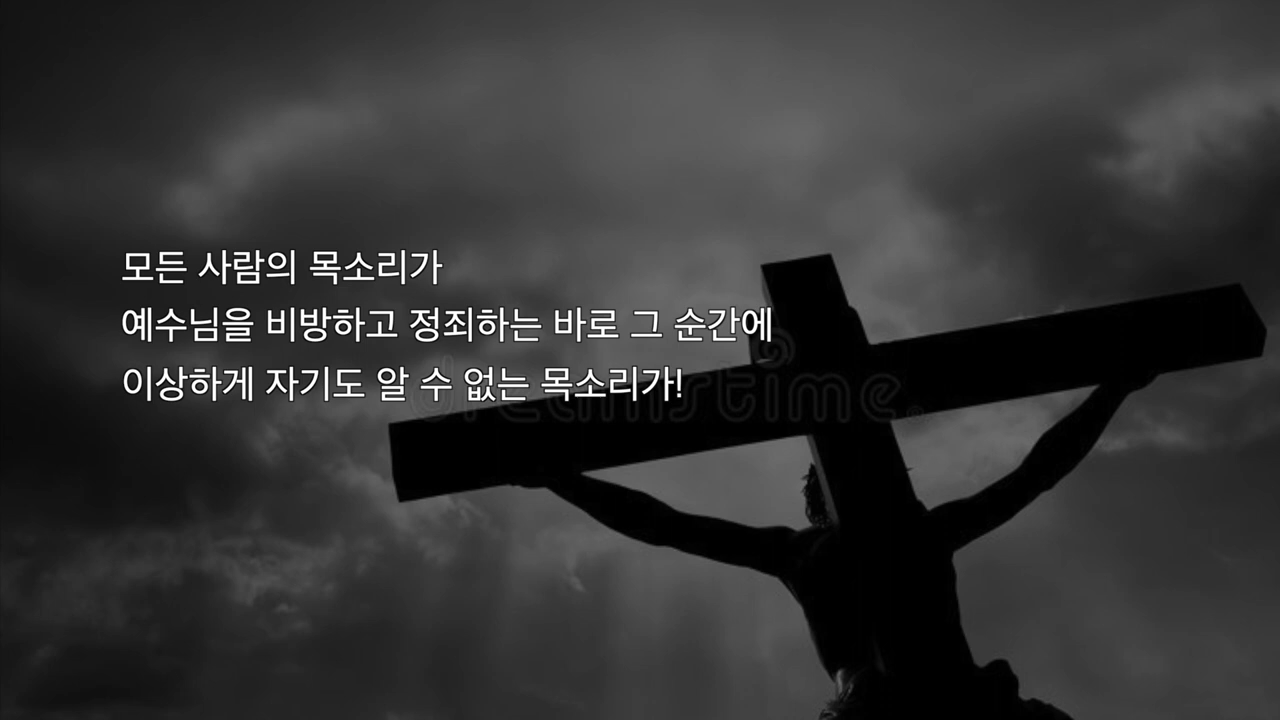 모든 사람의 목소리가
예수님을 비방하고 정죄하는 바로 그 순간에
이상하게 자기도 알 수 없는 목소리가!
dreamstime.